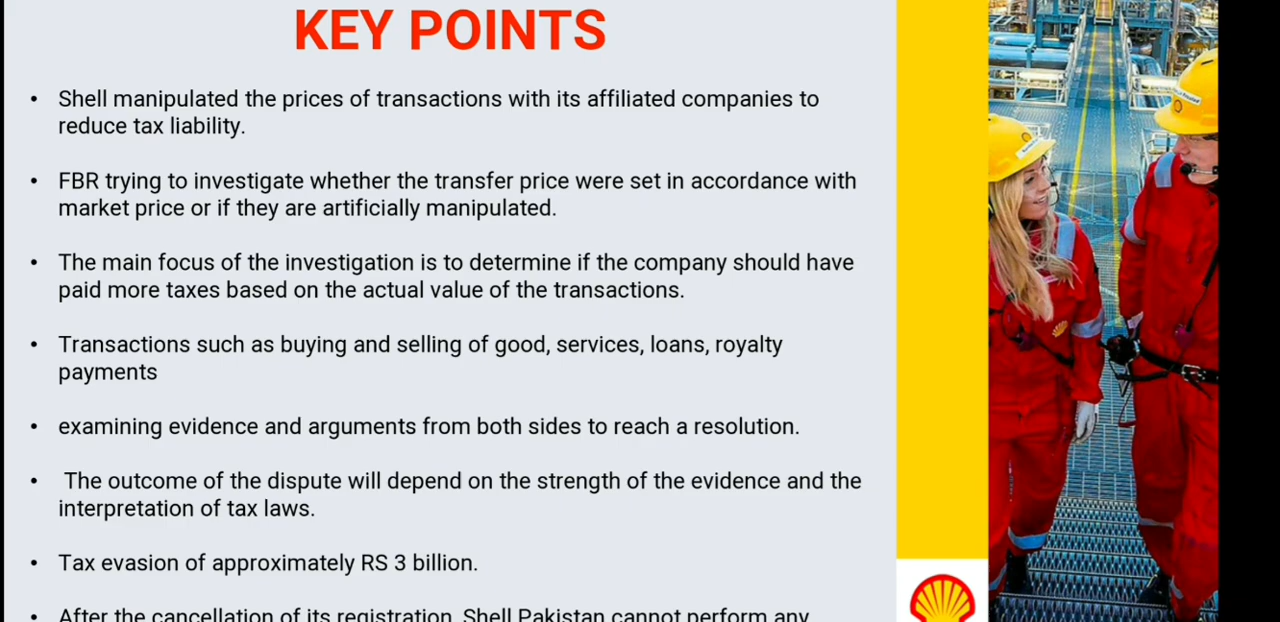 KEY POINTS
• Shell manipulated the prices of transactions with its affiliated companies to
reduce tax liability.
• FBR trying to investigate whether the transfer price were set in accordance with
market price or if they are artificially manipulated.
• The main focus of the investigation is to determine if the company should have
paid more taxes based on the actual value of the transactions.
• Transactions such as buying and selling of good, services, loans, royalty
payments
• examining evidence and arguments from both sides to reach a resolution.
• The outcome of the dispute will depend on the strength of the evidence and the
interpretation of tax laws.
• Tax evasion of approximately RS 3 billion.
• After the cancellation of its registration, Shell Pakistan cannot perform any